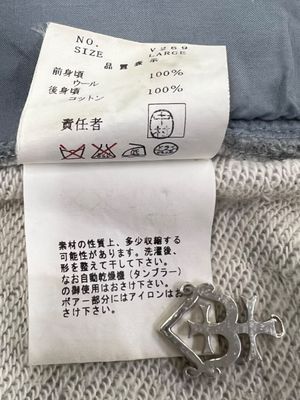 NO. V269
SIZE LARGE
品質表示
前身頃
ウール 100%
後身頃
コットン 100%
責任者
素材の性質上、多少収縮する
可能性があります。洗濯後、
形を整えて干して下さい。
なお自動乾燥機（タンブラー）
の御使用はおさけ下さい。
ボアー部分にはアイロンはおさけ下さい。